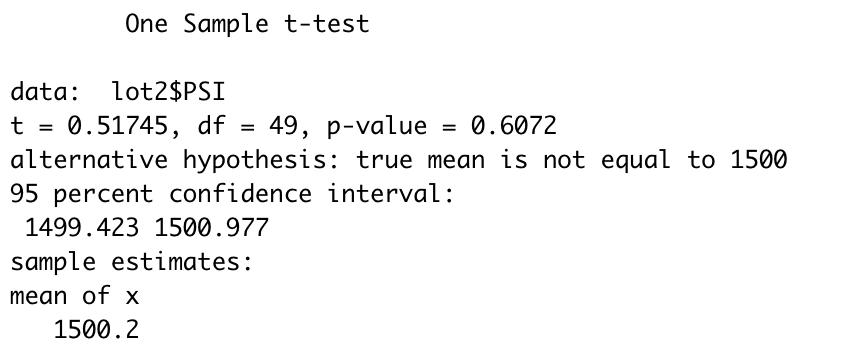 One Sample t-test
data:  lot2$PSI
t = 0.51745, df = 49, p-value = 0.6072
alternative hypothesis: true mean is not equal to 1500
95 percent confidence interval:
1499.423 1500.977
sample estimates:
mean of x
1500.2